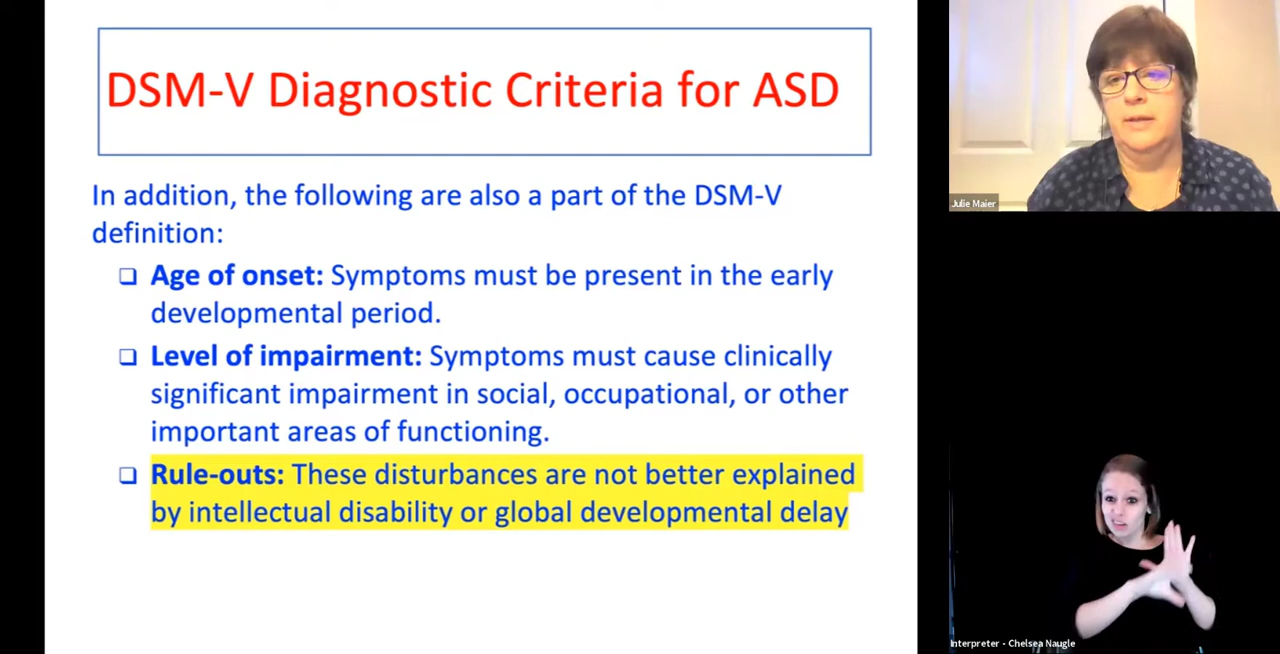 DSM-V Diagnostic Criteria for ASD
In addition, the following are also a part of the DSM-V
definition:
Age of onset: Symptoms must be present in the early
developmental period.
Level of impairment: Symptoms must cause clinically
significant impairment in social, occupational, or other
important areas of functioning.
Rule-outs: These disturbances are not better explained
by intellectual disability or global developmental delay
Julie Maier
Interpreter - Chelsea Naugle